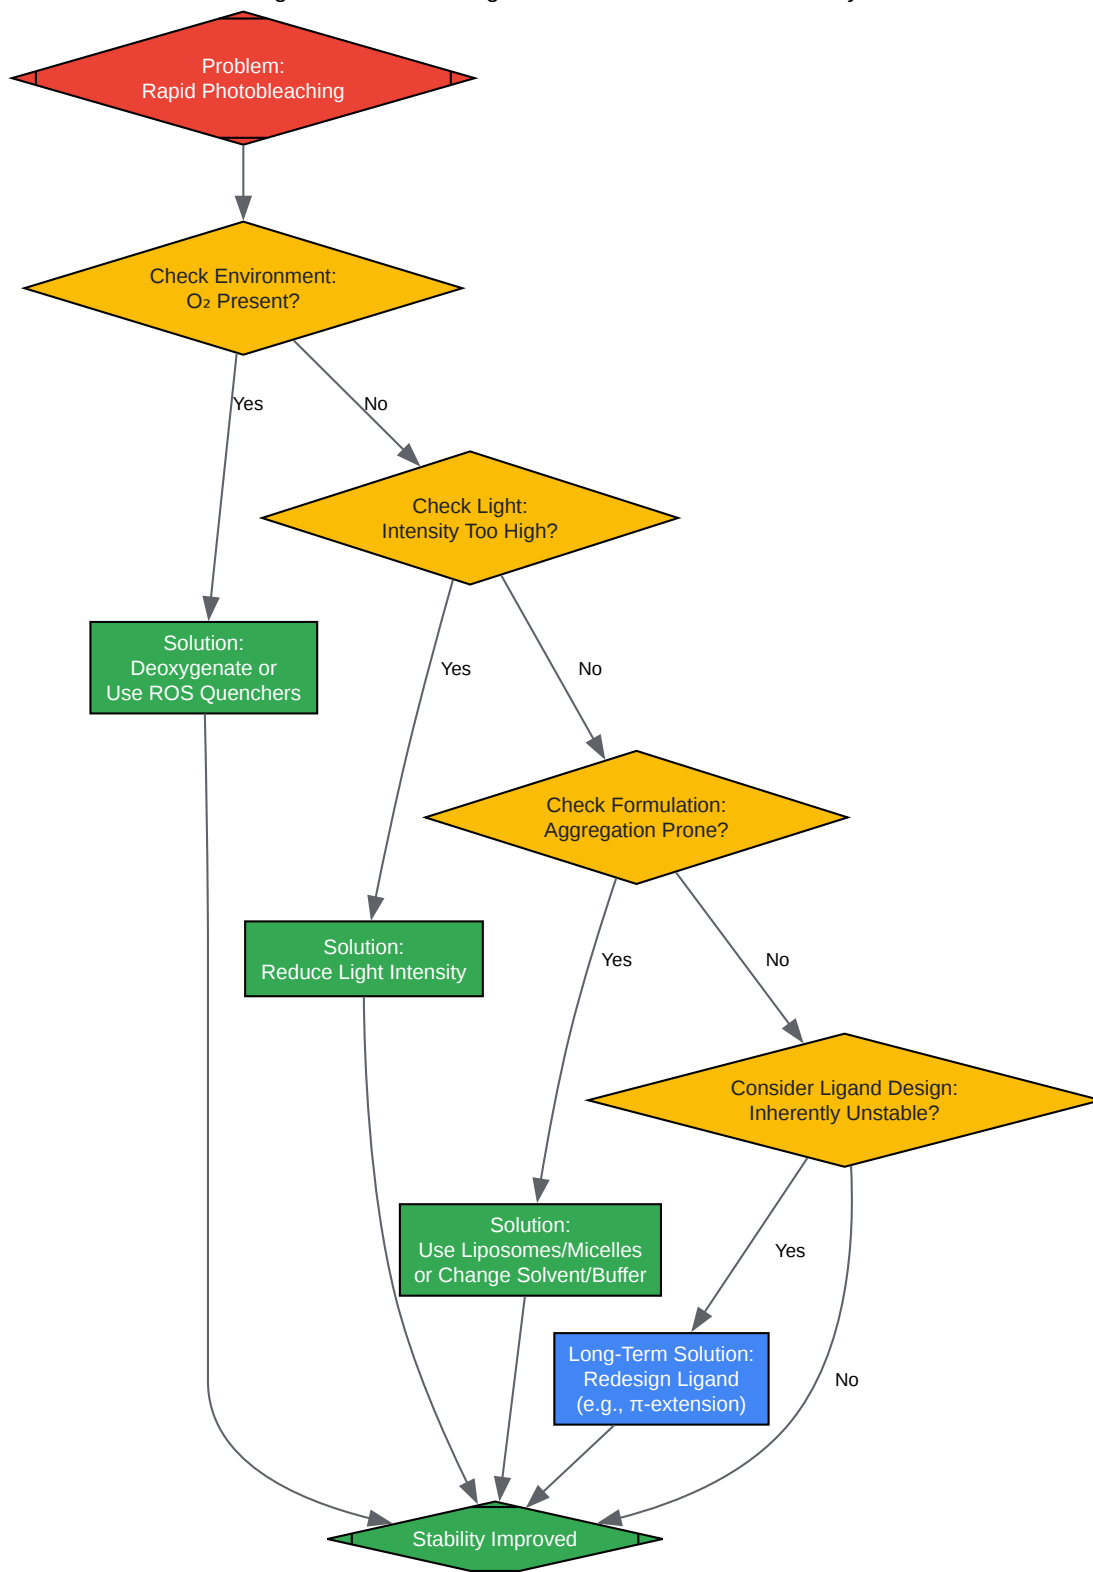 Problem:
Rapid Photobleaching
Check Environment:
O₂ Present?
Yes
No
Check Light:
Intensity Too High?
Solution:
Deoxygenate or
Use ROS Quenchers
Yes
No
Check Formulation:
Aggregation Prone?
Solution:
Reduce Light Intensity
Yes
No
Consider Ligand Design:
Inherently Unstable?
Solution:
Use Liposomes/Micelles
or Change Solvent/Buffer
Yes
Long-Term Solution:
Redesign Ligand
(e.g., π-extension)
No
Stability Improved